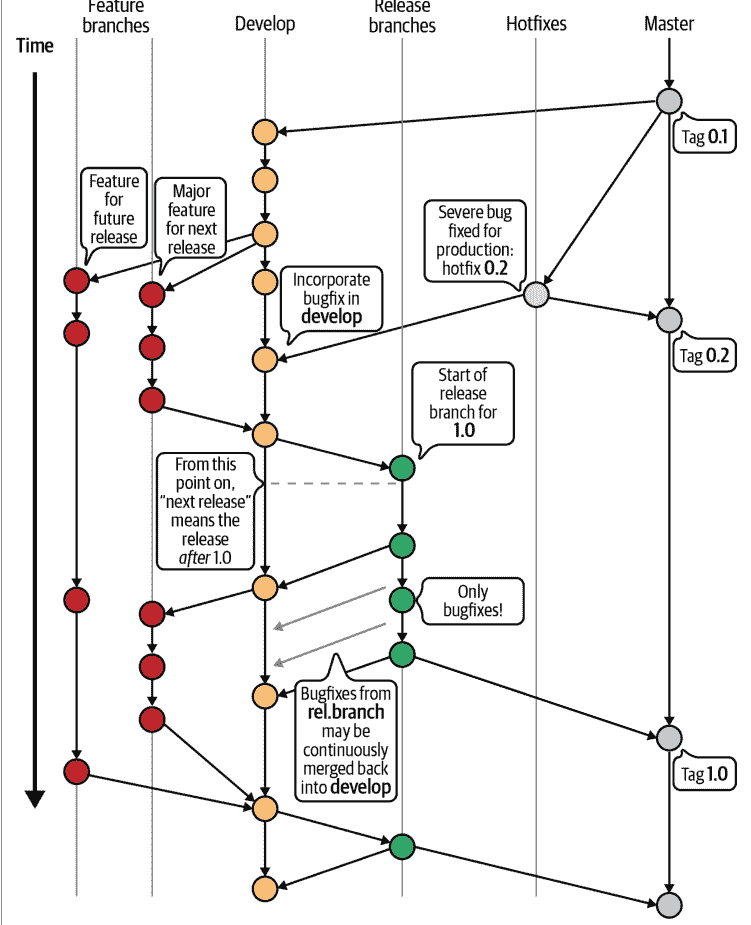 Feature
branches
Develop
Release
branches
Hotfixes
Master
Time
Tag 0.1
Feature
for
future
release
Major
feature
for next
release
Severe bug
fixed for
production:
hotfix 0.2
Incorporate
bugfix in
develop
Tag 0.2
Start of
release
branch for
1.0
From this
point on,
“next release”
means the
release
after 1.0
Only
bugfixes!
Bugfixes from
rel.branch
may be
continuously
merged back
into develop
Tag 1.0